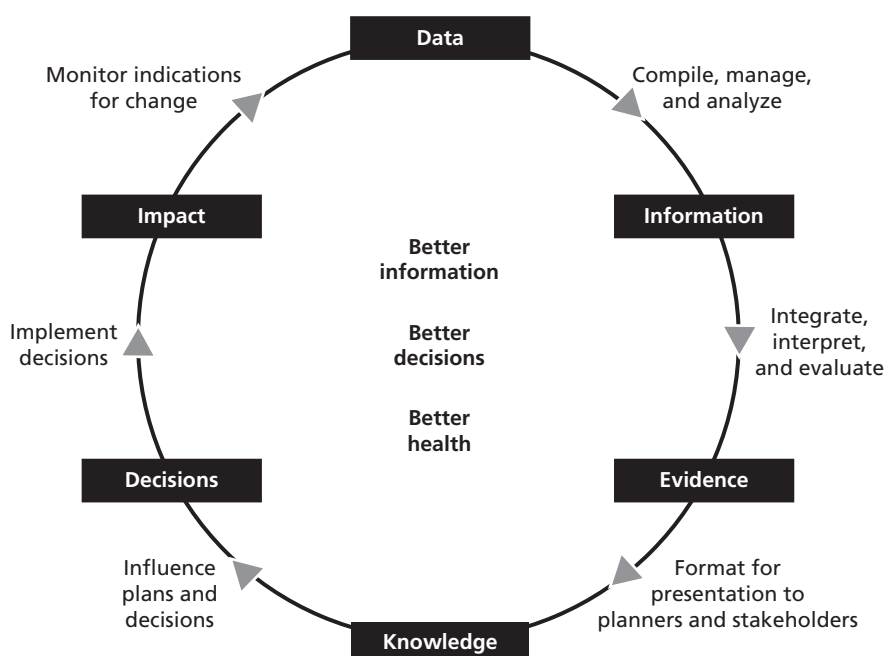 Data
Monitor indications
for change
Compile, manage,
and analyze
Impact
Information
Better
information
Implement
decisions
Better
decisions
Integrate,
interpret,
and evaluate
Better
health
Decisions
Evidence
Influence
plans and
decisions
Format for
presentation to
planners and stakeholders
Knowledge